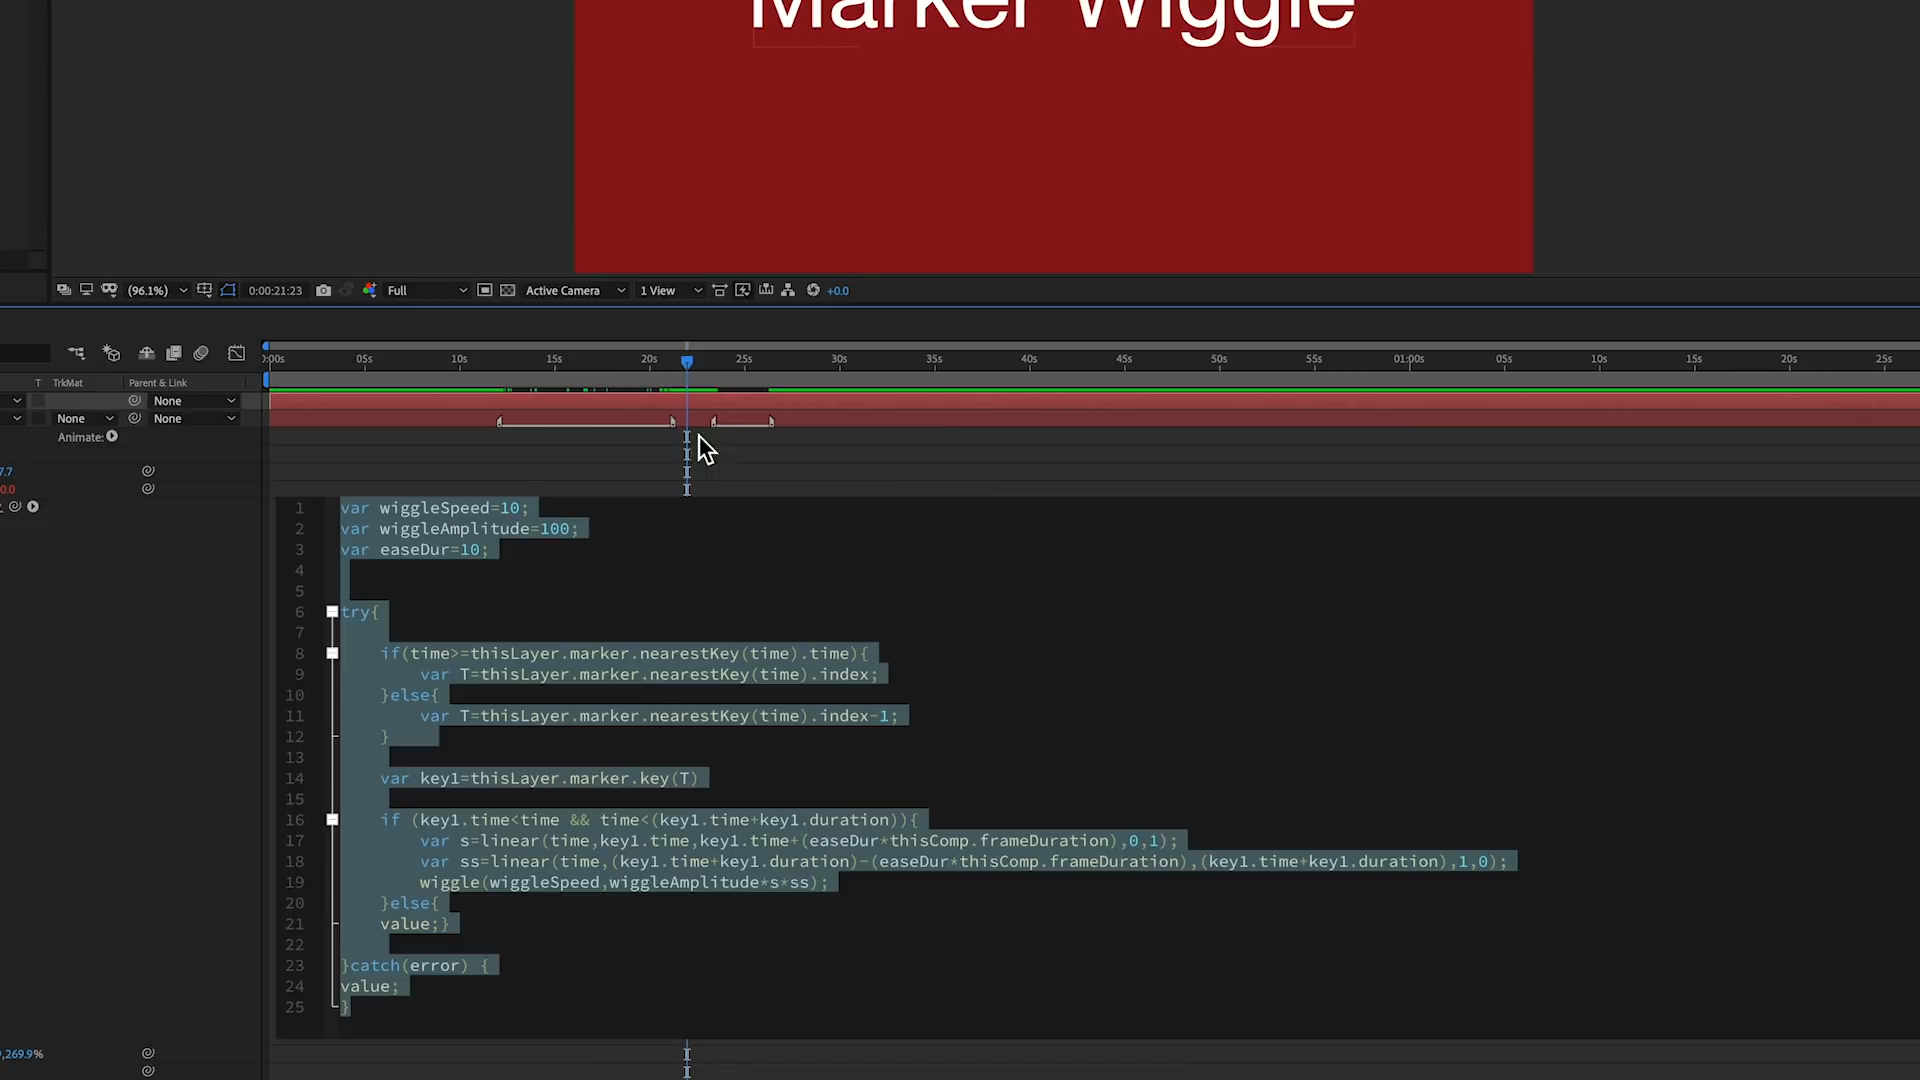 Marker Wiggle
(96.1%)
0:00:21:23
Full
Active Camera
1 View
+0.0
0:00s 05s 10s 15s 20s 25s 30s 35s 40s 45s 50s 55s 01:00s 05s 10s 15s 20s 25s
T TrkMat Parent & Link
None
None None
Animate:
7.7
0.0
1 var wiggleSpeed=10;
2 var wiggleAmplitude=100;
3 var easeDur=10;
4
5
6 try{
7
8 if(time>=thisLayer.marker.nearestKey(time).time){
9 var T=thisLayer.marker.nearestKey(time).index;
10 }else{
11 var T=thisLayer.marker.nearestKey(time).index-1;
12 }
13
14 var key1=thisLayer.marker.key(T)
15
16 if (key1.time<time && time<(key1.time+key1.duration)){
17 var s=linear(time,key1.time,key1.time+(easeDur*thisComp.frameDuration),0,1);
18 var ss=linear(time,(key1.time+key1.duration)-(easeDur*thisComp.frameDuration),(key1.time+key1.duration),1,0);
19 wiggle(wiggleSpeed,wiggleAmplitude*s*ss);
20 }else{
21 value;}
22
23 }catch(error) {
24 value;
25 }
,269.9%